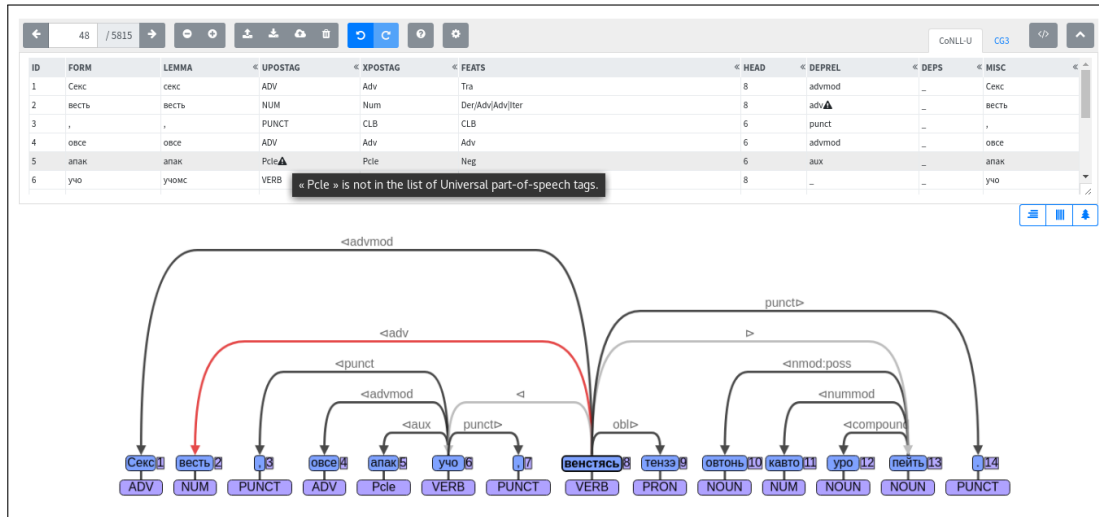 48 / 5815
CoNLL-U CG3 </>
ID FORM LEMMA « UPOSTAG « XPOSTAG « FEATS « HEAD « DEPREL « DEPS « MISC «
1 Секс секс ADV Adv Tra 8 advmod _ Секс
2 весть весть NUM Num Der/Adv|Adv|Iter 8 adv _ весть
3 , , PUNCT CLB CLB 6 punct _ ,
4 овсе овсе ADV Adv Adv 6 advmod _ овсе
5 апак апак Pcle Pcle Neg 6 aux _ апак
6 учо учомс VERB 8 _ _ учо
« Pcle » is not in the list of Universal part-of-speech tags.
⊲advmod
punct⊳
⊲adv ⊳
⊲punct ⊲nmod:poss
⊲advmod ⊲ ⊲nummod
⊲aux punct⊳ obl⊳ ⊲compound
Секс 1 весть 2 , 3 овсе 4 апак 5 учо 6 , 7 венстясь 8 тензэ 9 овтонь 10 кавто 11 уро 12 пейть 13 . 14
ADV NUM PUNCT ADV Pcle VERB PUNCT VERB PRON NOUN NUM NOUN NOUN PUNCT